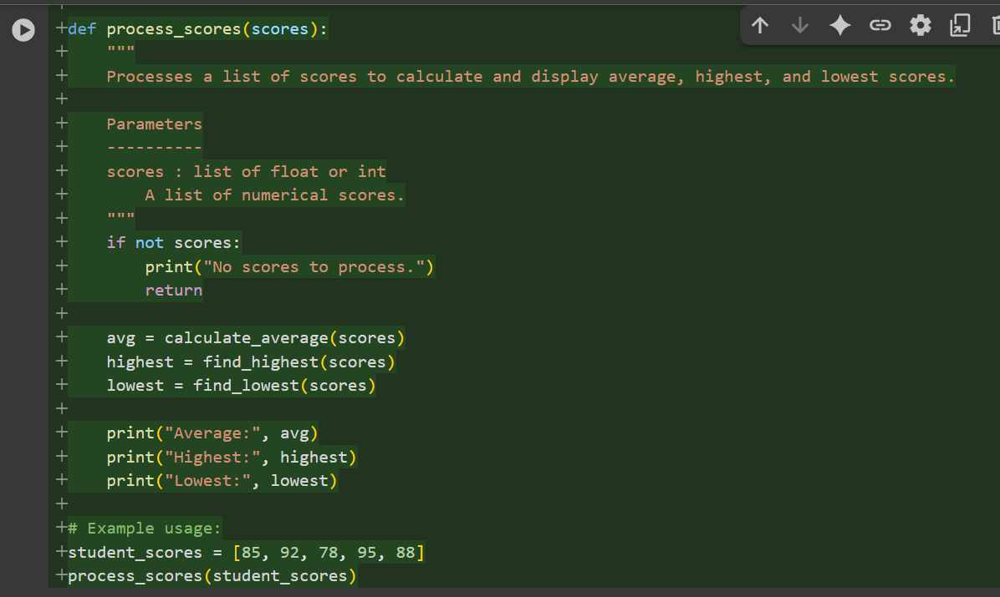 +def process_scores(scores):
+    """
+    Processes a list of scores to calculate and display average, highest, and lowest scores.
+
+    Parameters
+    ----------
+    scores : list of float or int
+        A list of numerical scores.
+    """
+    if not scores:
+        print("No scores to process.")
+        return
+
+    avg = calculate_average(scores)
+    highest = find_highest(scores)
+    lowest = find_lowest(scores)
+
+    print("Average:", avg)
+    print("Highest:", highest)
+    print("Lowest:", lowest)
+
+# Example usage:
+student_scores = [85, 92, 78, 95, 88]
+process_scores(student_scores)